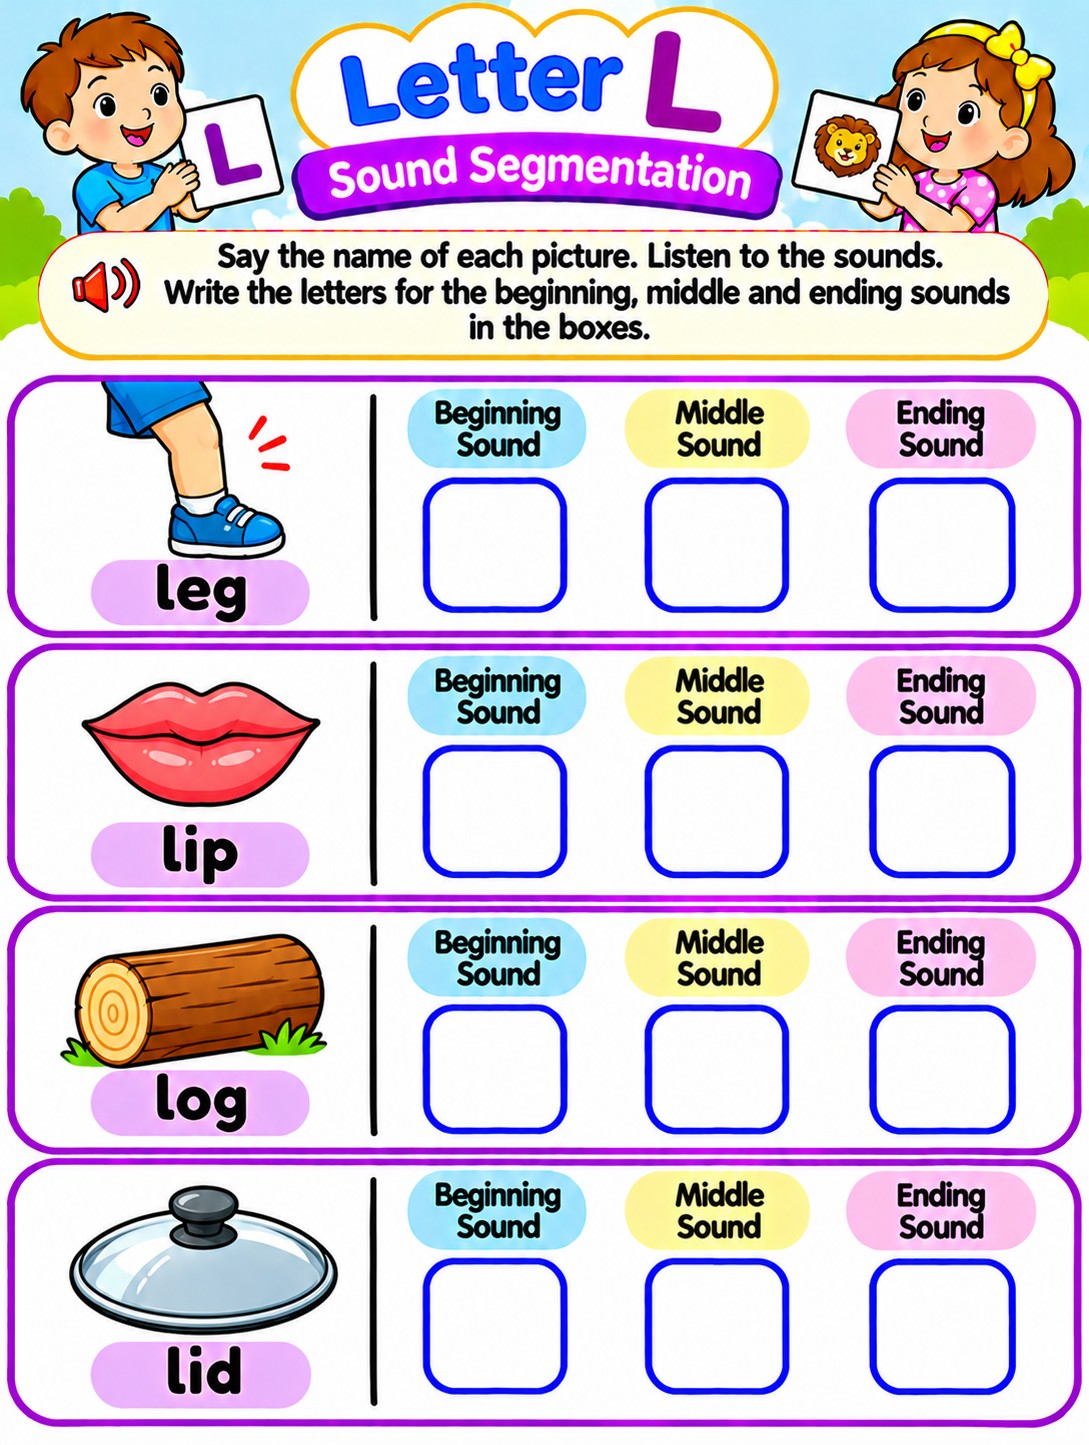 Letter L
L
Sound Segmentation
Say the name of each picture. Listen to the sounds.
Write the letters for the beginning, middle and ending sounds
in the boxes.
leg
Beginning
Sound
Middle
Sound
Ending
Sound
lip
Beginning
Sound
Middle
Sound
Ending
Sound
log
Beginning
Sound
Middle
Sound
Ending
Sound
lid
Beginning
Sound
Middle
Sound
Ending
Sound